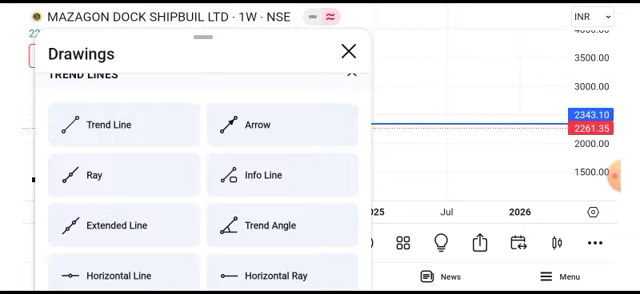 MAZAGON DOCK SHIPBUIL LTD · 1W · NSE
INR
22
Drawings
TREND LINES
Trend Line
Arrow
Ray
Info Line
Extended Line
Trend Angle
Horizontal Line
Horizontal Ray
4000.00
3500.00
3000.00
2343.10
2261.35
2000.00
1500.00
025
Jul
2026
News
Menu